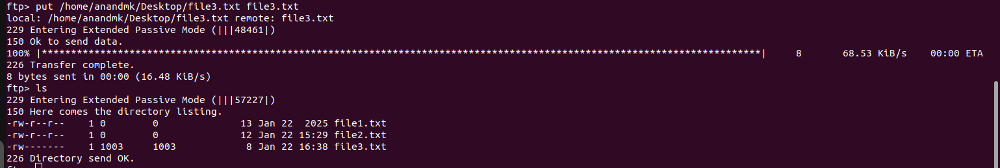 ftp> put /home/anandmk/Desktop/file3.txt file3.txt
local: /home/anandmk/Desktop/file3.txt remote: file3.txt
229 Entering Extended Passive Mode (|||48461|)
150 Ok to send data.
100% |***************************************************************************************************************************| 8 68.53 KiB/s 00:00 ETA
226 Transfer complete.
8 bytes sent in 00:00 (16.48 KiB/s)
ftp> ls
229 Entering Extended Passive Mode (|||57227|)
150 Here comes the directory listing.
-rw-r--r-- 1 0 0 13 Jan 22 2025 file1.txt
-rw-r--r-- 1 0 0 12 Jan 22 15:29 file2.txt
-rw------- 1 1003 1003 8 Jan 22 16:38 file3.txt
226 Directory send OK.